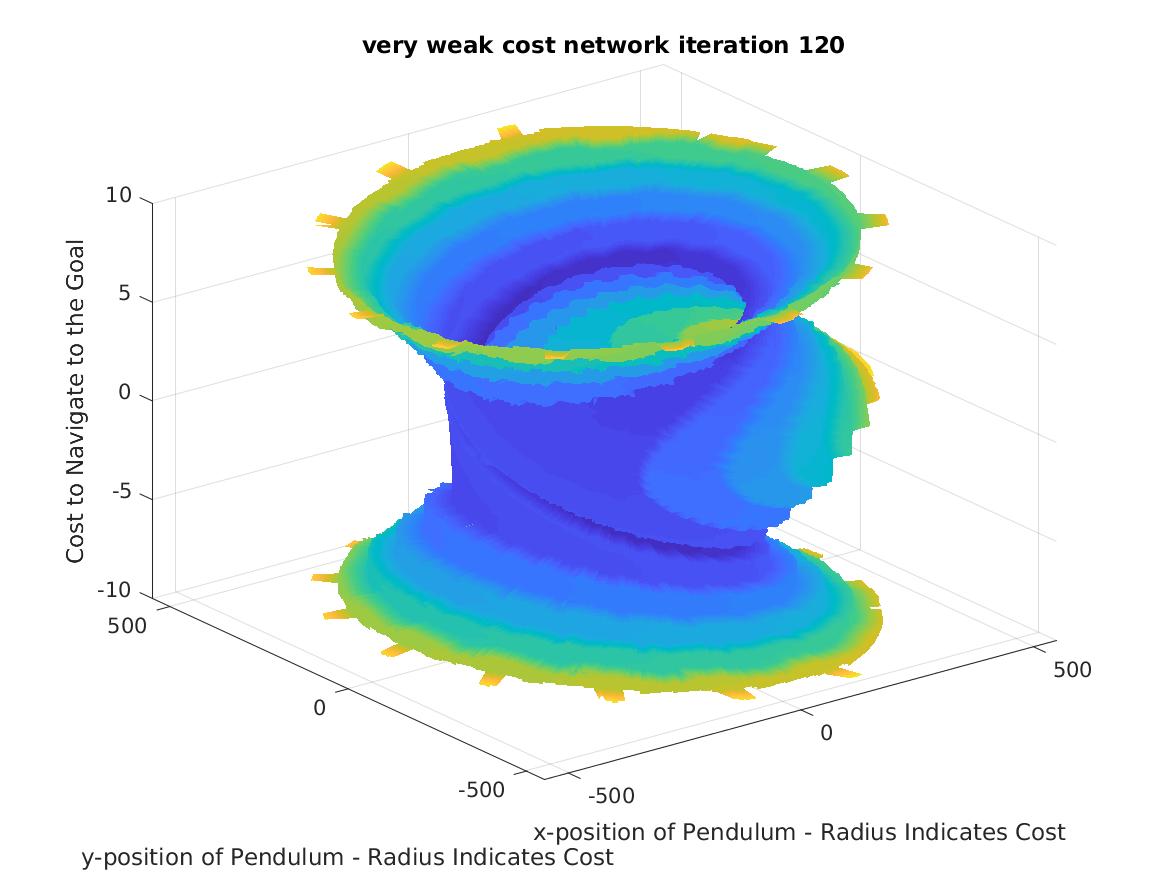 very weak cost network iteration 120
10
5
0
-5
-10
Cost to Navigate to the Goal
500
0
-500
-500
0
500
x-position of Pendulum - Radius Indicates Cost
y-position of Pendulum - Radius Indicates Cost